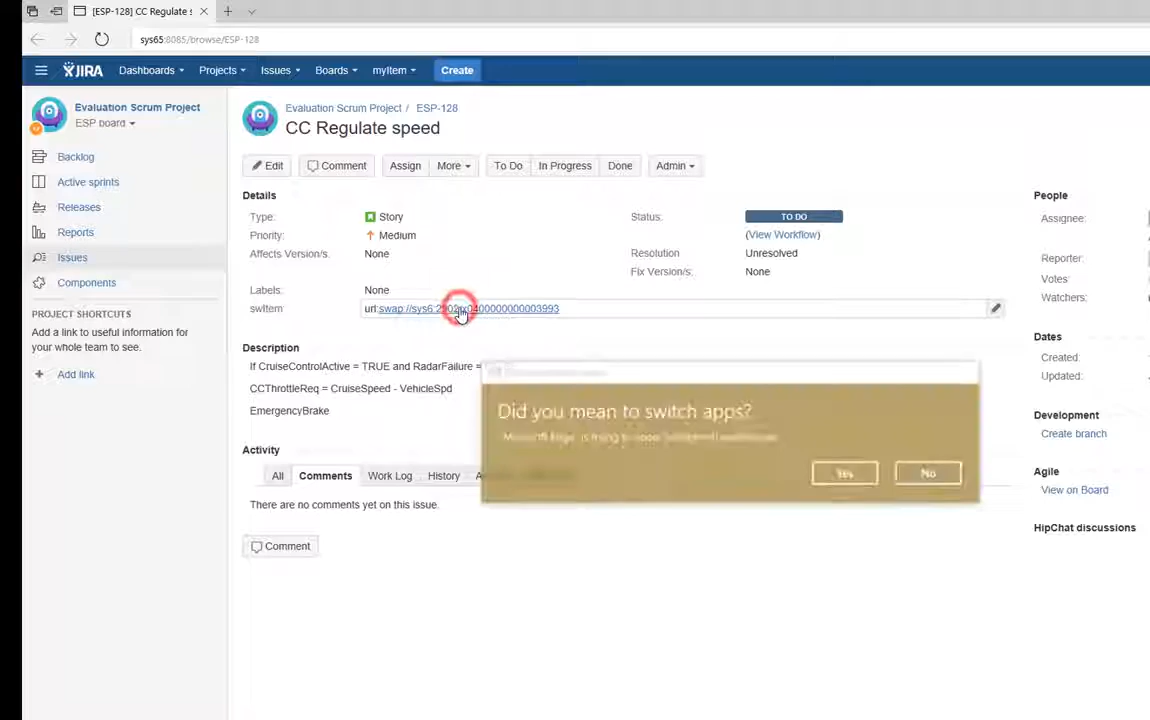 [ESP-128] CC Regulate s
sys65:8085/browse/ESP-128
JIRA Dashboards Projects Issues Boards myItem Create
Evaluation Scrum Project
ESP board
Backlog
Active sprints
Releases
Reports
Issues
Components
PROJECT SHORTCUTS
Add a link to useful information for
your whole team to see.
+ Add link
Evaluation Scrum Project / ESP-128
CC Regulate speed
Edit Comment Assign More To Do In Progress Done Admin
Details
Type: Story
Priority: Medium
Affects Version/s: None
Labels: None
swItem url:swap://sys6:2 0400000000003993
Status: TO DO
(View Workflow)
Resolution Unresolved
Fix Version/s: None
Description
If CruiseControlActive = TRUE and RadarFailure =
CCThrottleReq = CruiseSpeed - VehicleSpd
EmergencyBrake
Activity
All Comments Work Log History A
There are no comments yet on this issue.
Comment
Did you mean to switch apps?
Yes No
People
Assignee:
Reporter:
Votes:
Watchers:
Dates
Created:
Updated:
Development
Create branch
Agile
View on Board
HipChat discussions